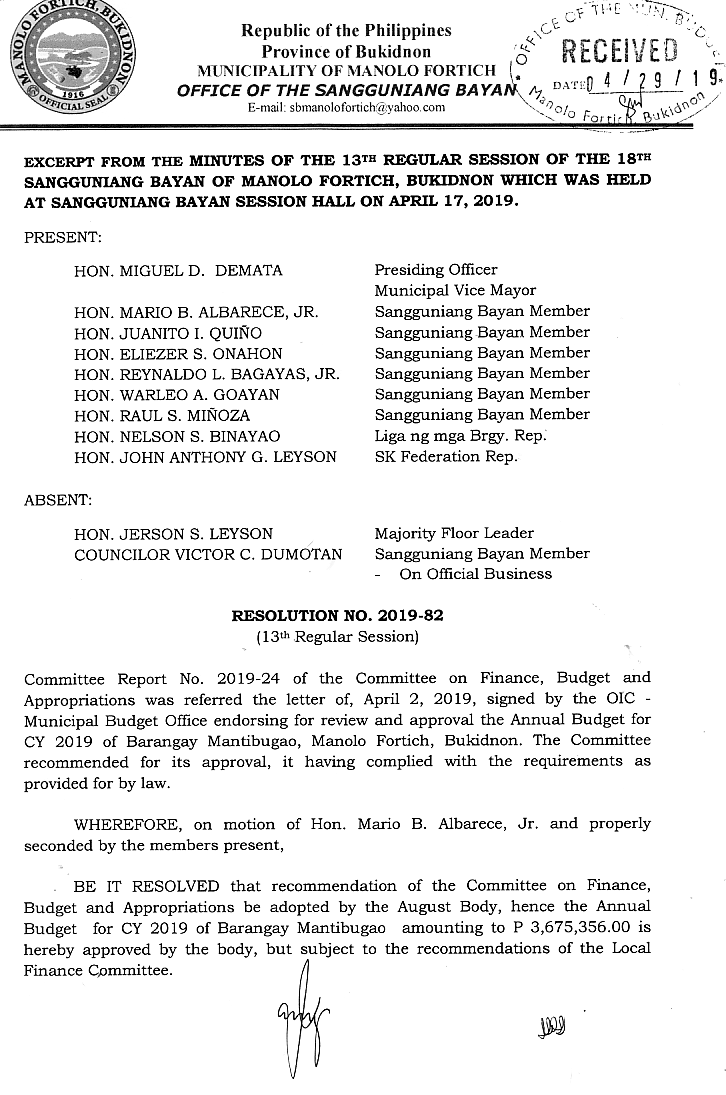 MANOLO FORTICH, BUKIDNON
1916
OFFICIAL SEAL
Republic of the Philippines
Province of Bukidnon
MUNICIPALITY OF MANOLO FORTICH
OFFICE OF THE SANGGUNIANG BAYAN
E-mail: sbmanolofortich@yahoo.com
OFFICE OF THE MUN.
RECEIVED
DATE: 04/29/19
Manolo Fortich, Bukidnon
EXCERPT FROM THE MINUTES OF THE 13TH REGULAR SESSION OF THE 18TH
SANGGUNIANG BAYAN OF MANOLO FORTICH, BUKIDNON WHICH WAS HELD
AT SANGGUNIANG BAYAN SESSION HALL ON APRIL 17, 2019.
PRESENT:
HON. MIGUEL D. DEMATA Presiding Officer
Municipal Vice Mayor
HON. MARIO B. ALBARECE, JR. Sangguniang Bayan Member
HON. JUANITO I. QUIÑO Sangguniang Bayan Member
HON. ELIEZER S. ONAHON Sangguniang Bayan Member
HON. REYNALDO L. BAGAYAS, JR. Sangguniang Bayan Member
HON. WARLEO A. GOAYAN Sangguniang Bayan Member
HON. RAUL S. MIÑOZA Sangguniang Bayan Member
HON. NELSON S. BINAYAO Liga ng mga Brgy. Rep.
HON. JOHN ANTHONY G. LEYSON SK Federation Rep.
ABSENT:
HON. JERSON S. LEYSON Majority Floor Leader
COUNCILOR VICTOR C. DUMOTAN Sangguniang Bayan Member
- On Official Business
RESOLUTION NO. 2019-82
(13th Regular Session)
Committee Report No. 2019-24 of the Committee on Finance, Budget and
Appropriations was referred the letter of, April 2, 2019, signed by the OIC -
Municipal Budget Office endorsing for review and approval the Annual Budget for
CY 2019 of Barangay Mantibugao, Manolo Fortich, Bukidnon. The Committee
recommended for its approval, it having complied with the requirements as
provided for by law.
WHEREFORE, on motion of Hon. Mario B. Albarece, Jr. and properly
seconded by the members present,
BE IT RESOLVED that recommendation of the Committee on Finance,
Budget and Appropriations be adopted by the August Body, hence the Annual
Budget for CY 2019 of Barangay Mantibugao amounting to P 3,675,356.00 is
hereby approved by the body, but subject to the recommendations of the Local
Finance Committee.